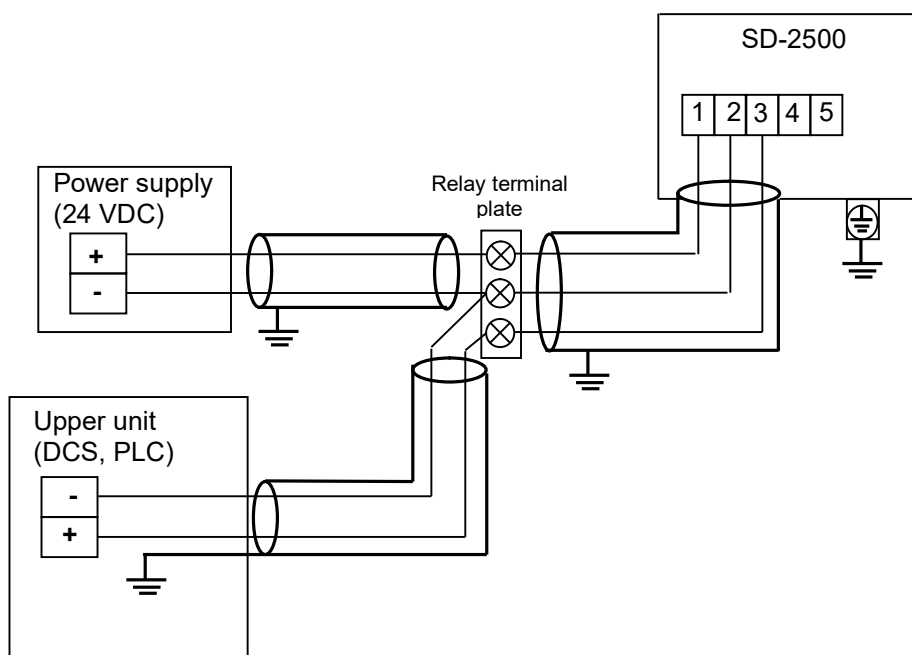 SD-2500
1 2 3 4 5
Power supply
(24 VDC)
+
-
Relay terminal
plate
Upper unit
(DCS, PLC)
-
+